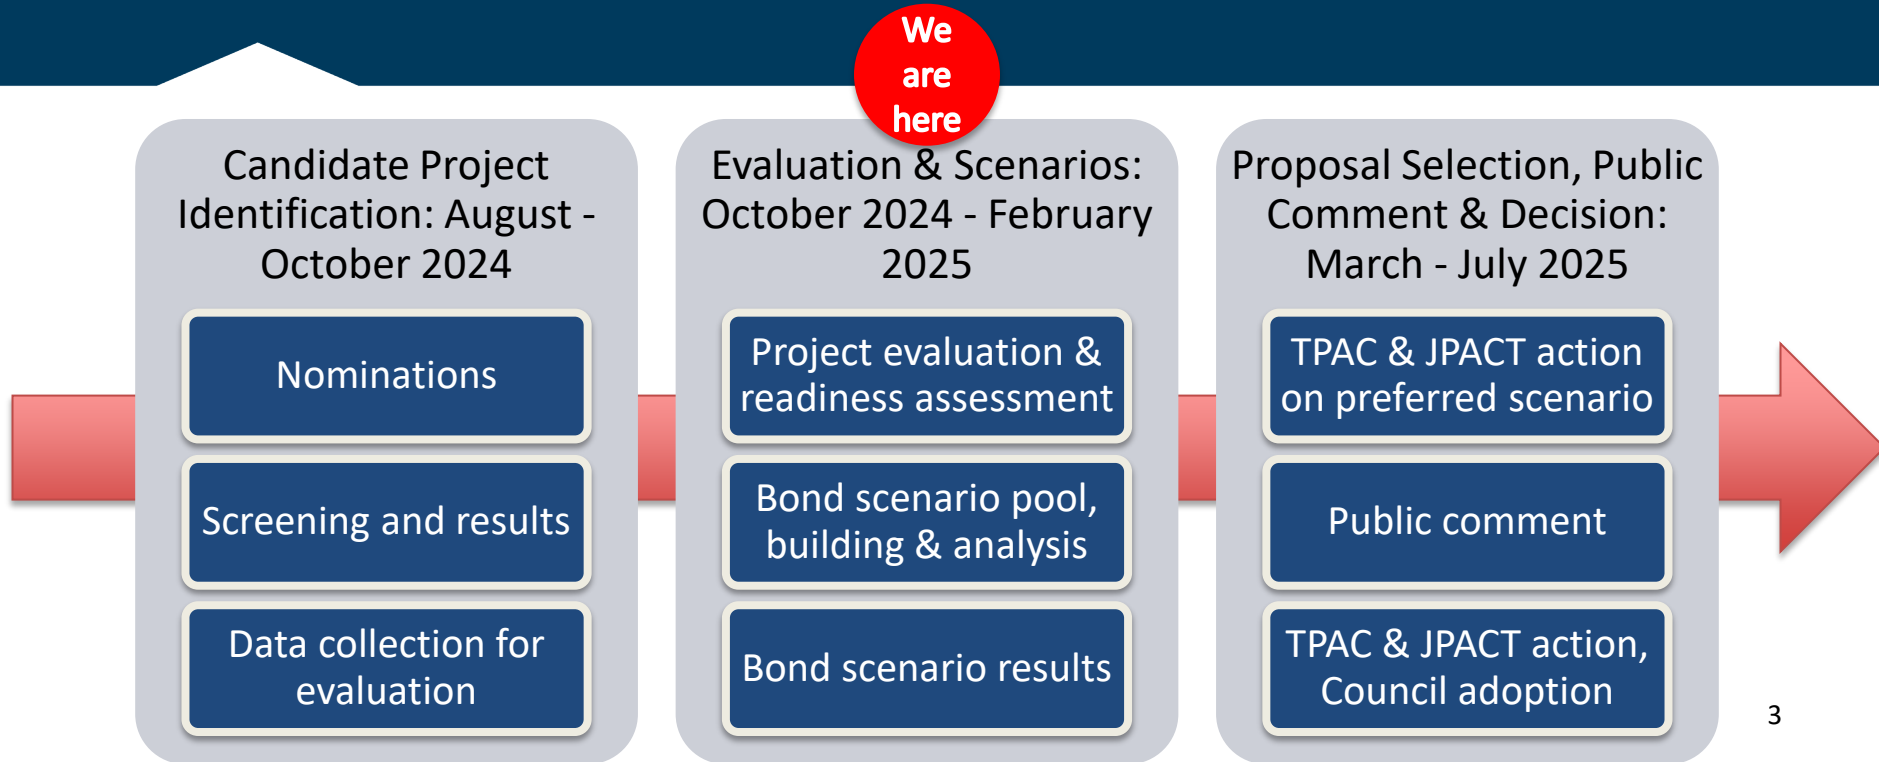 We
are
here
Candidate Project
Identification: August -
October 2024
Nominations
Screening and results
Data collection for
evaluation
Evaluation & Scenarios:
October 2024 - February
2025
Project evaluation &
readiness assessment
Bond scenario pool,
building & analysis
Bond scenario results
Proposal Selection, Public
Comment & Decision:
March - July 2025
TPAC & JPACT action
on preferred scenario
Public comment
TPAC & JPACT action,
Council adoption
3